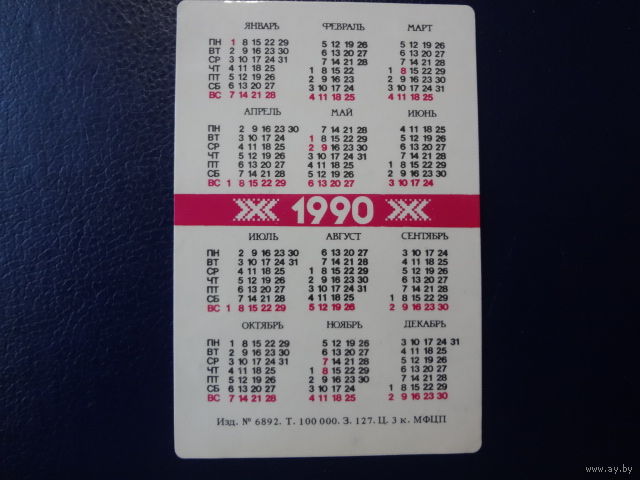 ЯНВАРЬ ФЕВРАЛЬ МАРТ
ПН 1 8 15 22 29 5 12 19 26 5 12 19 26
ВТ 2 9 16 23 30 6 13 20 27 6 13 20 27
СР 3 10 17 24 31 7 14 21 28 7 14 21 28
ЧТ 4 11 18 25 1 8 15 22 1 8 15 22 29
ПТ 5 12 19 26 2 9 16 23 2 9 16 23 30
СБ 6 13 20 27 3 10 17 24 3 10 17 24 31
ВС 7 14 21 28 4 11 18 25 4 11 18 25
АПРЕЛЬ МАЙ ИЮНЬ
ПН 2 9 16 23 30 7 14 21 28 4 11 18 25
ВТ 3 10 17 24 1 8 15 22 29 5 12 19 26
СР 4 11 18 25 2 9 16 23 30 6 13 20 27
ЧТ 5 12 19 26 3 10 17 24 31 7 14 21 28
ПТ 6 13 20 27 4 11 18 25 1 8 15 22 29
СБ 7 14 21 28 5 12 19 26 2 9 16 23 30
ВС 1 8 15 22 29 6 13 20 27 3 10 17 24
1990
ИЮЛЬ АВГУСТ СЕНТЯБРЬ
ПН 2 9 16 23 30 6 13 20 27 3 10 17 24
ВТ 3 10 17 24 31 7 14 21 28 4 11 18 25
СР 4 11 18 25 1 8 15 22 29 5 12 19 26
ЧТ 5 12 19 26 2 9 16 23 30 6 13 20 27
ПТ 6 13 20 27 3 10 17 24 31 7 14 21 28
СБ 7 14 21 28 4 11 18 25 1 8 15 22 29
ВС 1 8 15 22 29 5 12 19 26 2 9 16 23 30
ОКТЯБРЬ НОЯБРЬ ДЕКАБРЬ
ПН 1 8 15 22 29 5 12 19 26 3 10 17 24 31
ВТ 2 9 16 23 30 6 13 20 27 4 11 18 25
СР 3 10 17 24 31 7 14 21 28 5 12 19 26
ЧТ 4 11 18 25 1 8 15 22 29 6 13 20 27
ПТ 5 12 19 26 2 9 16 23 30 7 14 21 28
СБ 6 13 20 27 3 10 17 24 1 8 15 22 29
ВС 7 14 21 28 4 11 18 25 2 9 16 23 30
Изд. № 6892. Т. 100 000. З. 127. Ц. 3 к. МФЦП
www.ay.by